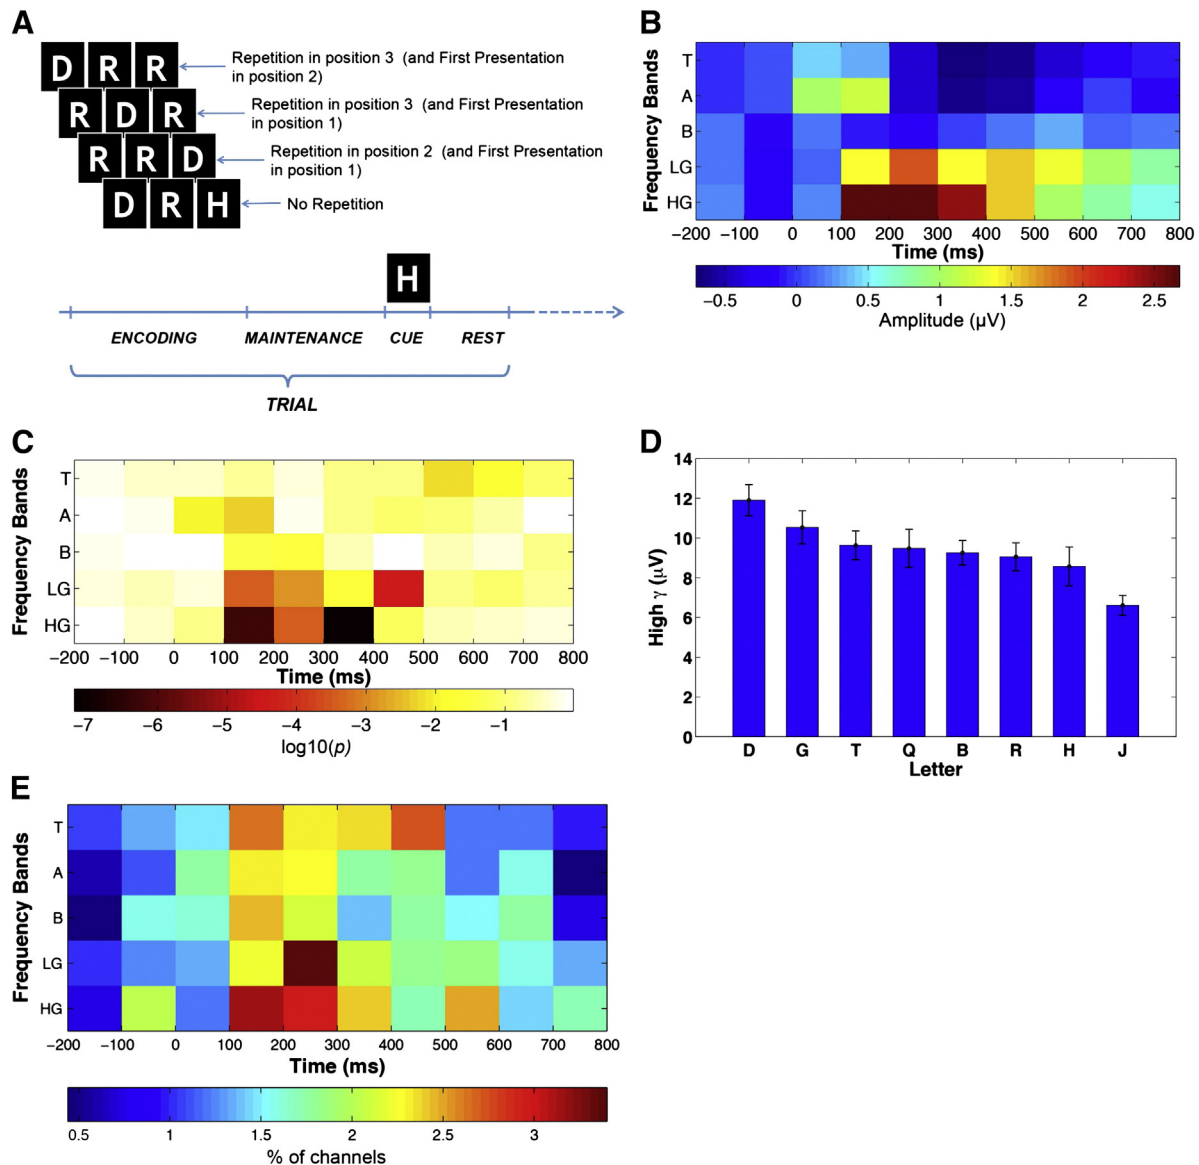 A
D R R
Repetition in position 3 (and First Presentation
in position 2)
R D R
Repetition in position 3 (and First Presentation
in position 1)
R R D
Repetition in position 2 (and First Presentation
in position 1)
D R H
No Repetition
H
ENCODING MAINTENANCE CUE REST
TRIAL
B
Frequency Bands
T
A
B
LG
HG
−200 −100 0 100 200 300 400 500 600 700 800
Time (ms)
−0.5 0 0.5 1 1.5 2 2.5
Amplitude (µV)
C
Frequency Bands
T
A
B
LG
HG
−200 −100 0 100 200 300 400 500 600 700 800
Time (ms)
−7 −6 −5 −4 −3 −2 −1
log10(p)
D
High γ (µV)
14
12
10
8
6
4
2
0
D G T Q B R H J
Letter
E
Frequency Bands
T
A
B
LG
HG
−200 −100 0 100 200 300 400 500 600 700 800
Time (ms)
0.5 1 1.5 2 2.5 3
% of channels